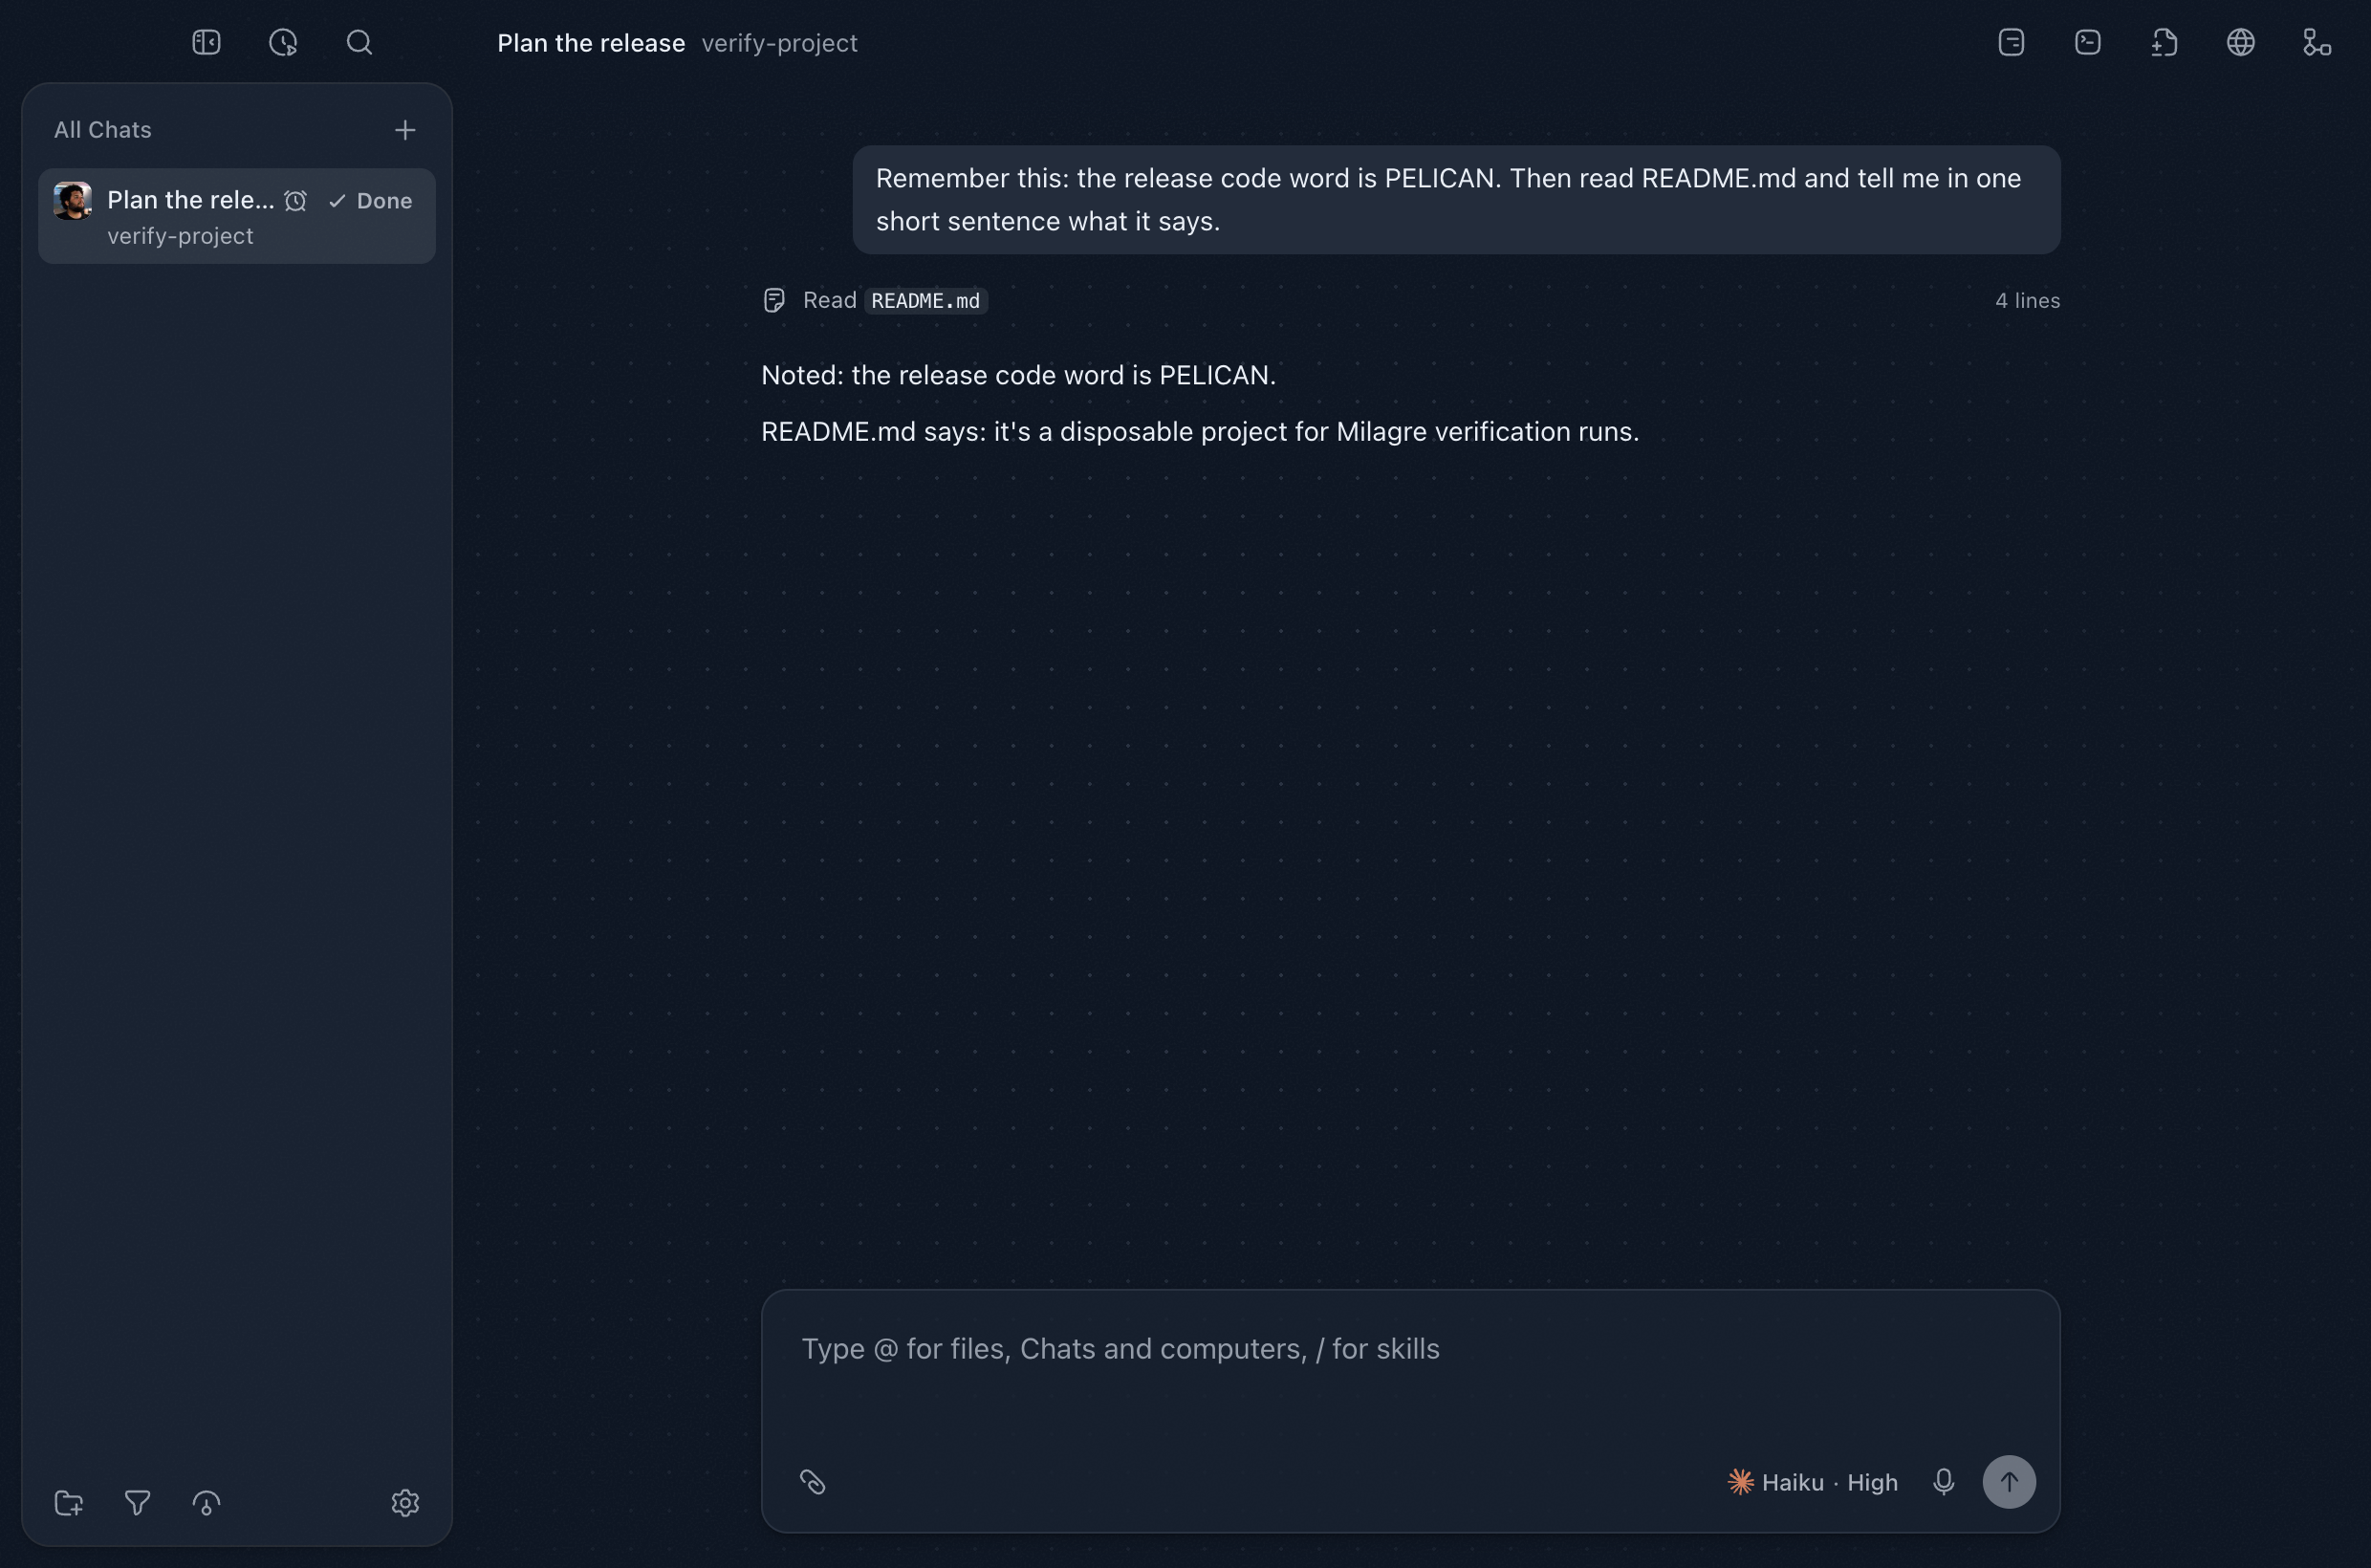 Plan the release verify-project
All Chats
Plan the rele... Done
verify-project
Remember this: the release code word is PELICAN. Then read README.md and tell me in one
short sentence what it says.
Read README.md 4 lines
Noted: the release code word is PELICAN.
README.md says: it's a disposable project for Milagre verification runs.
Type @ for files, Chats and computers, / for skills
Haiku · High